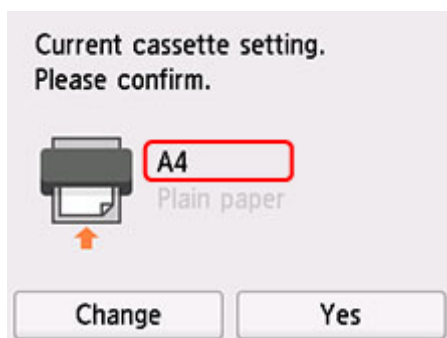 Current cassette setting.
Please confirm.
A4
Plain paper
Change
Yes